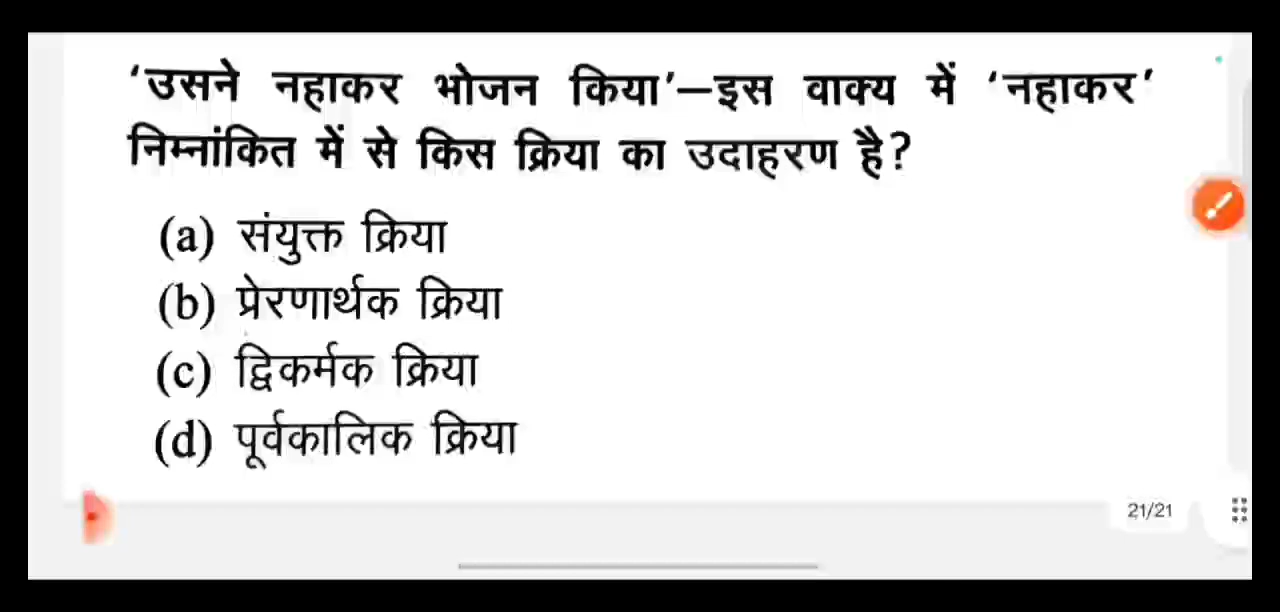 ‘उसने नहाकर भोजन किया’—इस वाक्य में ‘नहाकर’
निम्नांकित में से किस क्रिया का उदाहरण है?
(a) संयुक्त क्रिया
(b) प्रेरणार्थक क्रिया
(c) द्विकर्मक क्रिया
(d) पूर्वकालिक क्रिया
21/21